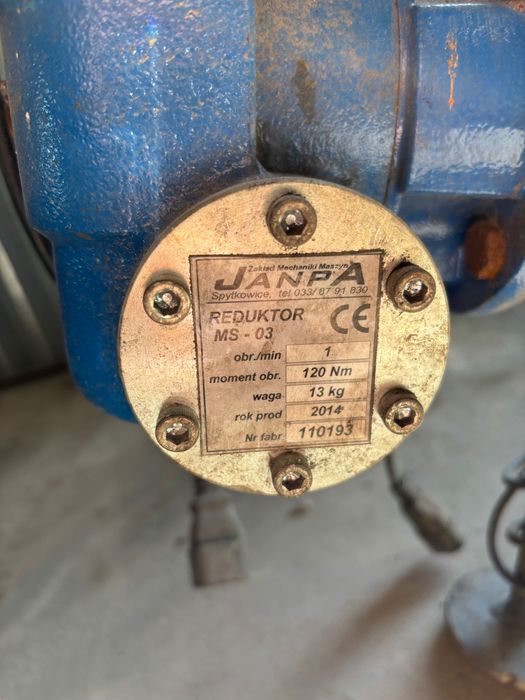 Zakład Mechaniki Maszyn
JANPA
Spytkowice, tel 033/ 87 91 830
REDUKTOR CE
MS - 03
obr./min 1
moment obr. 120 Nm
waga 13 kg
rok prod 2014
Nr fabr 110193